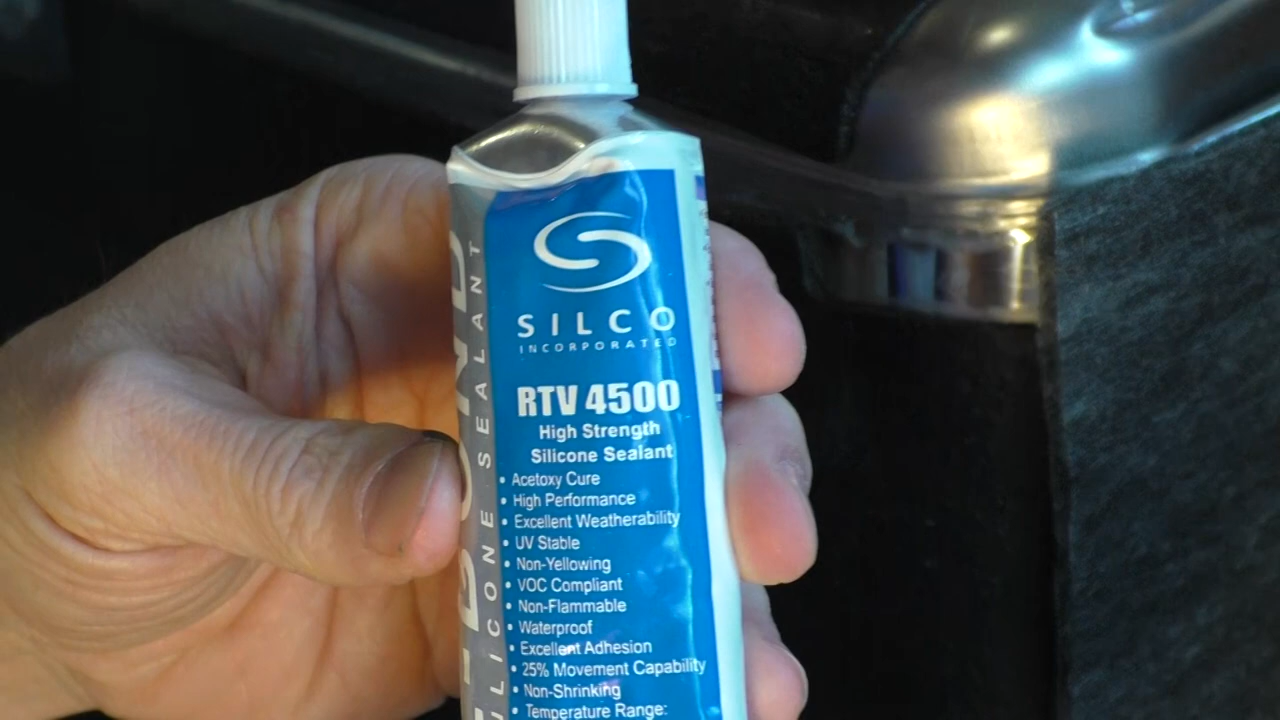 SILCO
INCORPORATED
RTV 4500
High Strength
Silicone Sealant
• Acetoxy Cure
• High Performance
• Excellent Weatherability
• UV Stable
• Non-Yellowing
• VOC Compliant
• Non-Flammable
• Waterproof
• Excellent Adhesion
• 25% Movement Capability
• Non-Shrinking
• Temperature Range:
SILICONE SEALANT